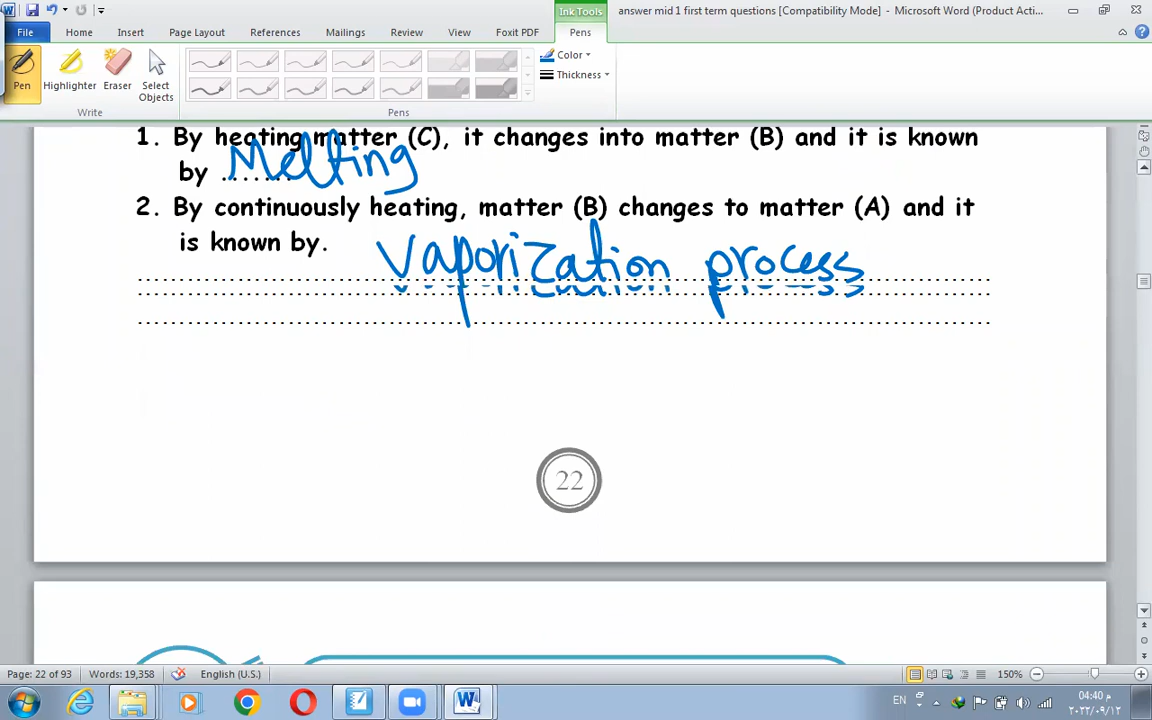 Ink Tools
answer mid 1 first term questions [Compatibility Mode] - Microsoft Word (Product Acti...
File Home Insert Page Layout References Mailings Review View Foxit PDF Pens
Pen Highlighter Eraser Select Objects
Color
Thickness
Write Pens
1. By heating matter (C), it changes into matter (B) and it is known
by ....... Melting
2. By continuously heating, matter (B) changes to matter (A) and it
is known by.
vaporization process
22
Page: 22 of 93 Words: 19,358 English (U.S.) 150%
EN 04:40 م
٢٠٢٢/٠٩/١٢